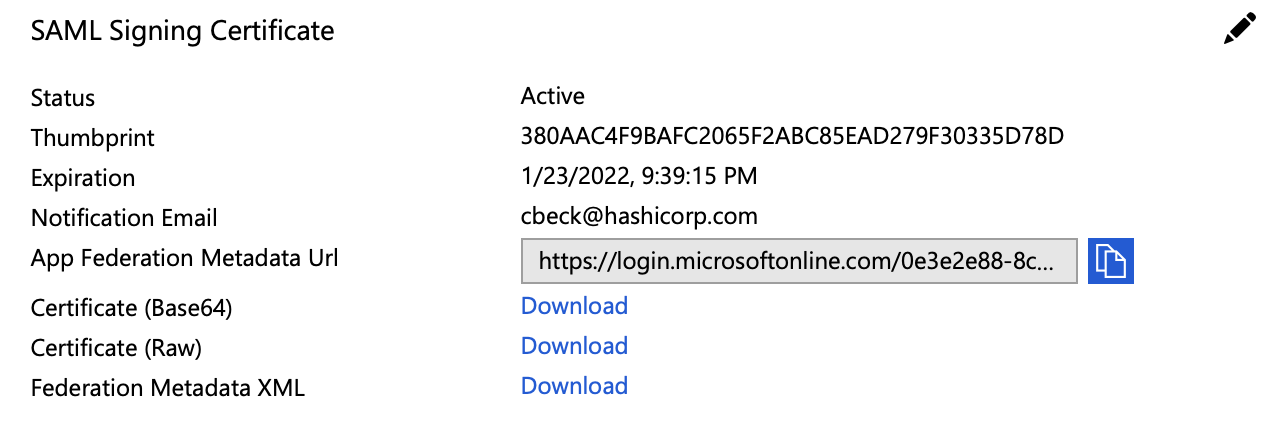 SAML Signing Certificate
Status Active
Thumbprint 380AAC4F9BAFC2065F2ABC85EAD279F30335D78D
Expiration 1/23/2022, 9:39:15 PM
Notification Email cbeck@hashicorp.com
App Federation Metadata Url https://login.microsoftonline.com/0e3e2e88-8c...
Certificate (Base64) Download
Certificate (Raw) Download
Federation Metadata XML Download